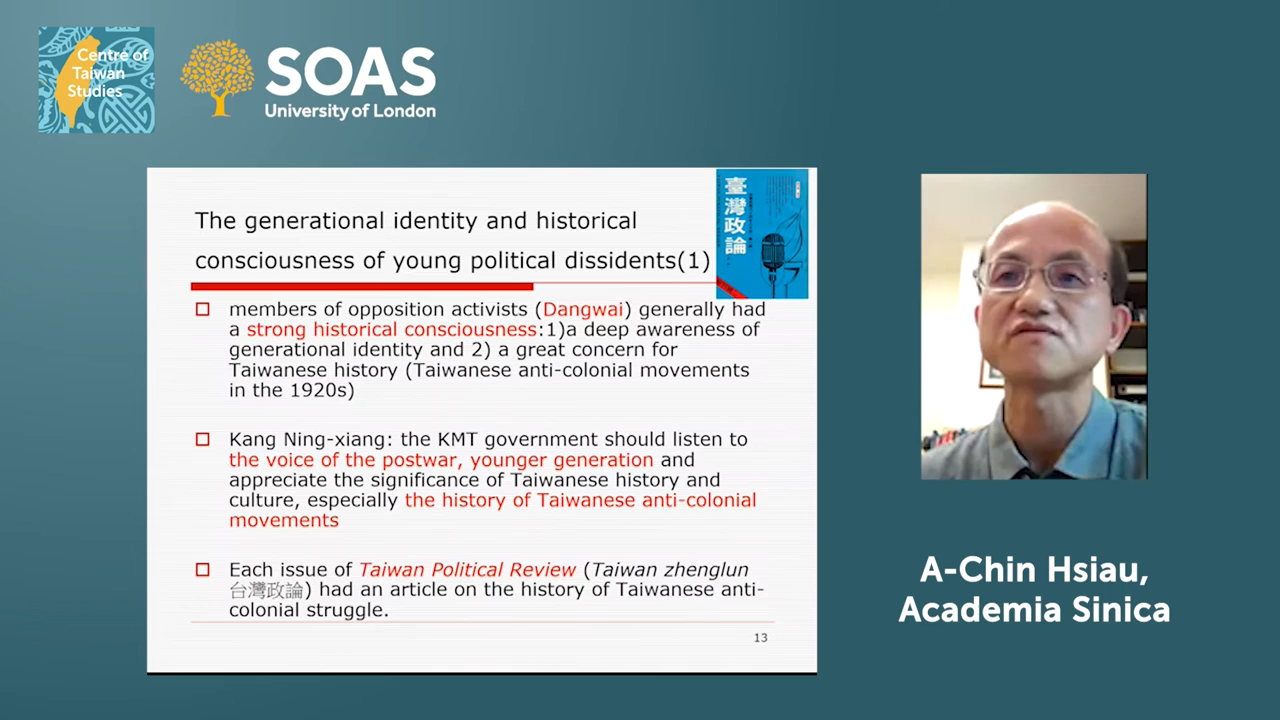 Centre of
Taiwan
Studies
SOAS
University of London
The generational identity and historical
consciousness of young political dissidents(1)
臺灣政論
members of opposition activists (Dangwai) generally had
a strong historical consciousness:1)a deep awareness of
generational identity and 2) a great concern for
Taiwanese history (Taiwanese anti-colonial movements
in the 1920s)
Kang Ning-xiang: the KMT government should listen to
the voice of the postwar, younger generation and
appreciate the significance of Taiwanese history and
culture, especially the history of Taiwanese anti-colonial
movements
Each issue of Taiwan Political Review (Taiwan zhenglun
台灣政論) had an article on the history of Taiwanese anti-
colonial struggle.
13
A-Chin Hsiau,
Academia Sinica